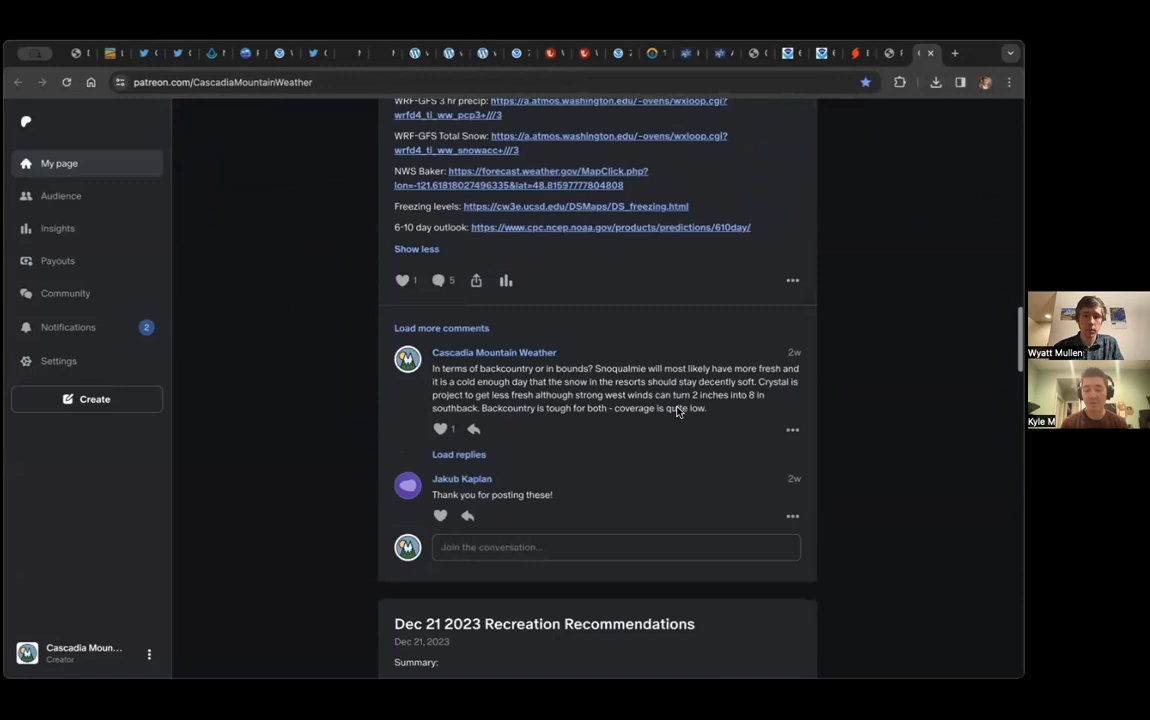 patreon.com/CascadiaMountainWeather
My page
Audience
Insights
Payouts
Community
Notifications
2
Settings
Create
Cascadia Moun...
Creator
WRF-GFS 3 hr precip: https://a.atmos.washington.edu/~ovens/wxloop.cgi?
wrfd4_ti_ww_pcp3+///3
WRF-GFS Total Snow: https://a.atmos.washington.edu/~ovens/wxloop.cgi?
wrfd4_ti_ww_snowacc+///3
NWS Baker: https://forecast.weather.gov/MapClick.php?
lon=-121.61818027496335&lat=48.81597777804808
Freezing levels: https://cw3e.ucsd.edu/DSMaps/DS_freezing.html
6-10 day outlook: https://www.cpc.ncep.noaa.gov/products/predictions/610day/
Show less
1
5
Load more comments
Cascadia Mountain Weather
2w
In terms of backcountry or in bounds? Snoqualmie will most likely have more fresh and
it is a cold enough day that the snow in the resorts should stay decently soft. Crystal is
project to get less fresh although strong west winds can turn 2 inches into 8 in
southback. Backcountry is tough for both - coverage is quite low.
1
Load replies
Jakub Kaplan
2w
Thank you for posting these!
Join the conversation...
Dec 21 2023 Recreation Recommendations
Dec 21, 2023
Summary:
Wyatt Mullen
Kyle M